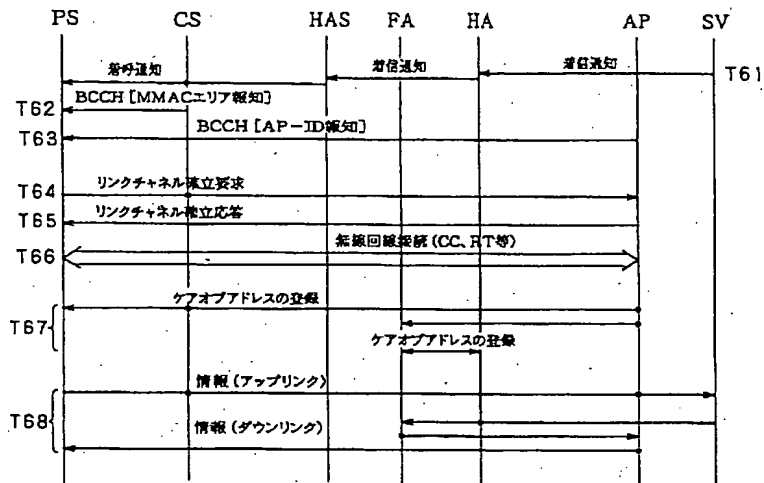 PS CS HAS FA HA AP SV
着呼通知 着信通知 着信通知 T61
BCCH [MMACエリア報知]
T62
BCCH [AP-ID報知]
T63
リンクチャネル確立要求
T64
リンクチャネル確立応答
T65
無線回線接続 (CC、RT等)
T66
ケアオブアドレスの登録
T67
ケアオブアドレスの登録
情報 (アップリンク)
T68
情報 (ダウンリンク)